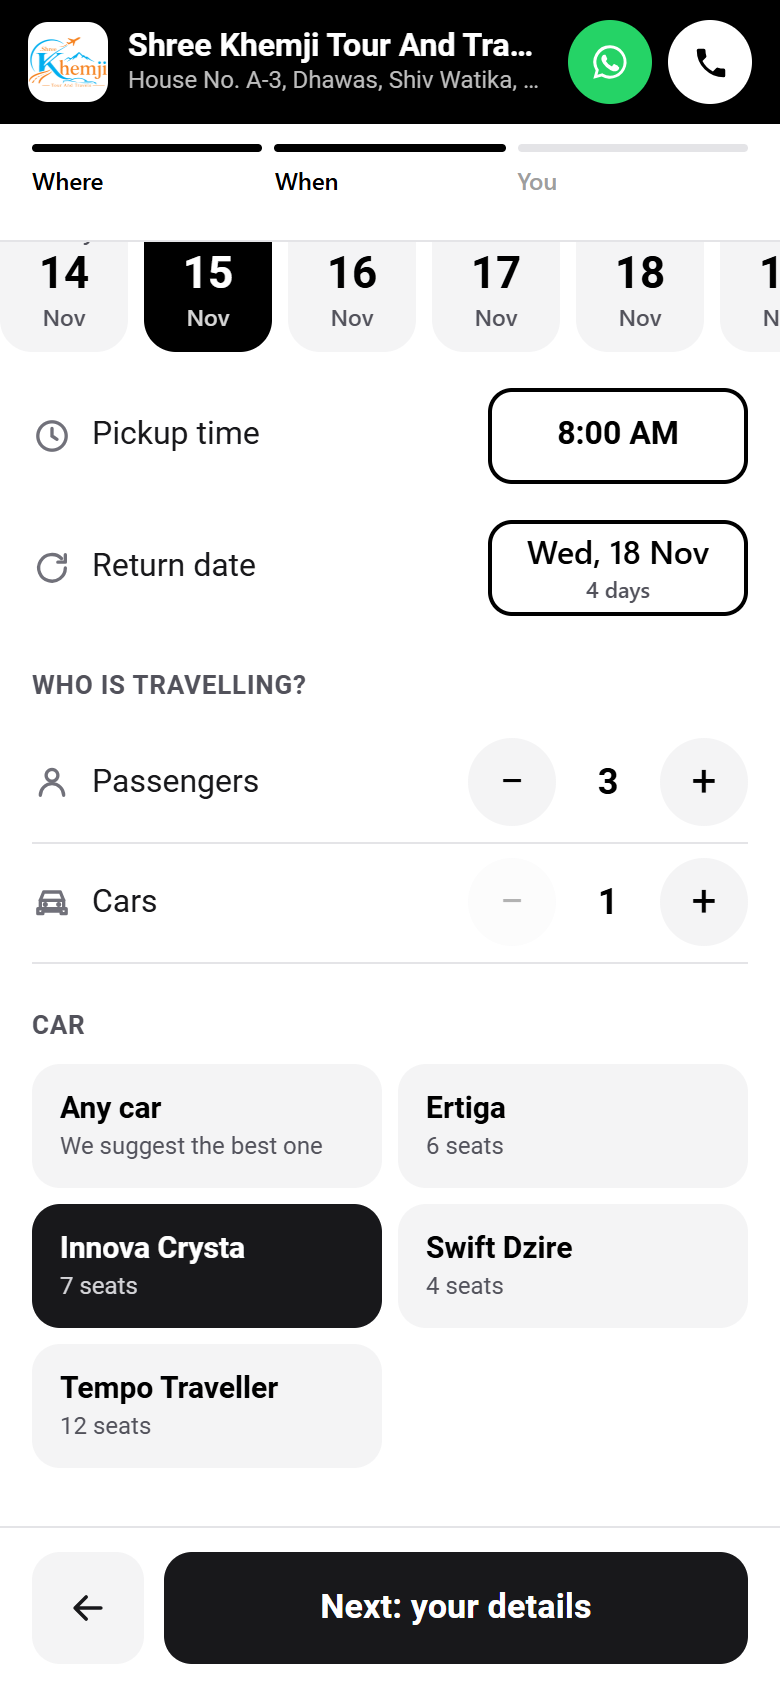 Shree Khemji Tour And Tra...
House No. A-3, Dhawas, Shiv Watika, ...
Khemji
Where
When
You
14
15
16
17
18
Nov
Nov
Nov
Nov
Nov
Pickup time
8:00 AM
Return date
Wed, 18 Nov
4 days
WHO IS TRAVELLING?
Passengers
− 3 +
Cars
− 1 +
CAR
Any car
We suggest the best one
Ertiga
6 seats
Innova Crysta
7 seats
Swift Dzire
4 seats
Tempo Traveller
12 seats
Next: your details